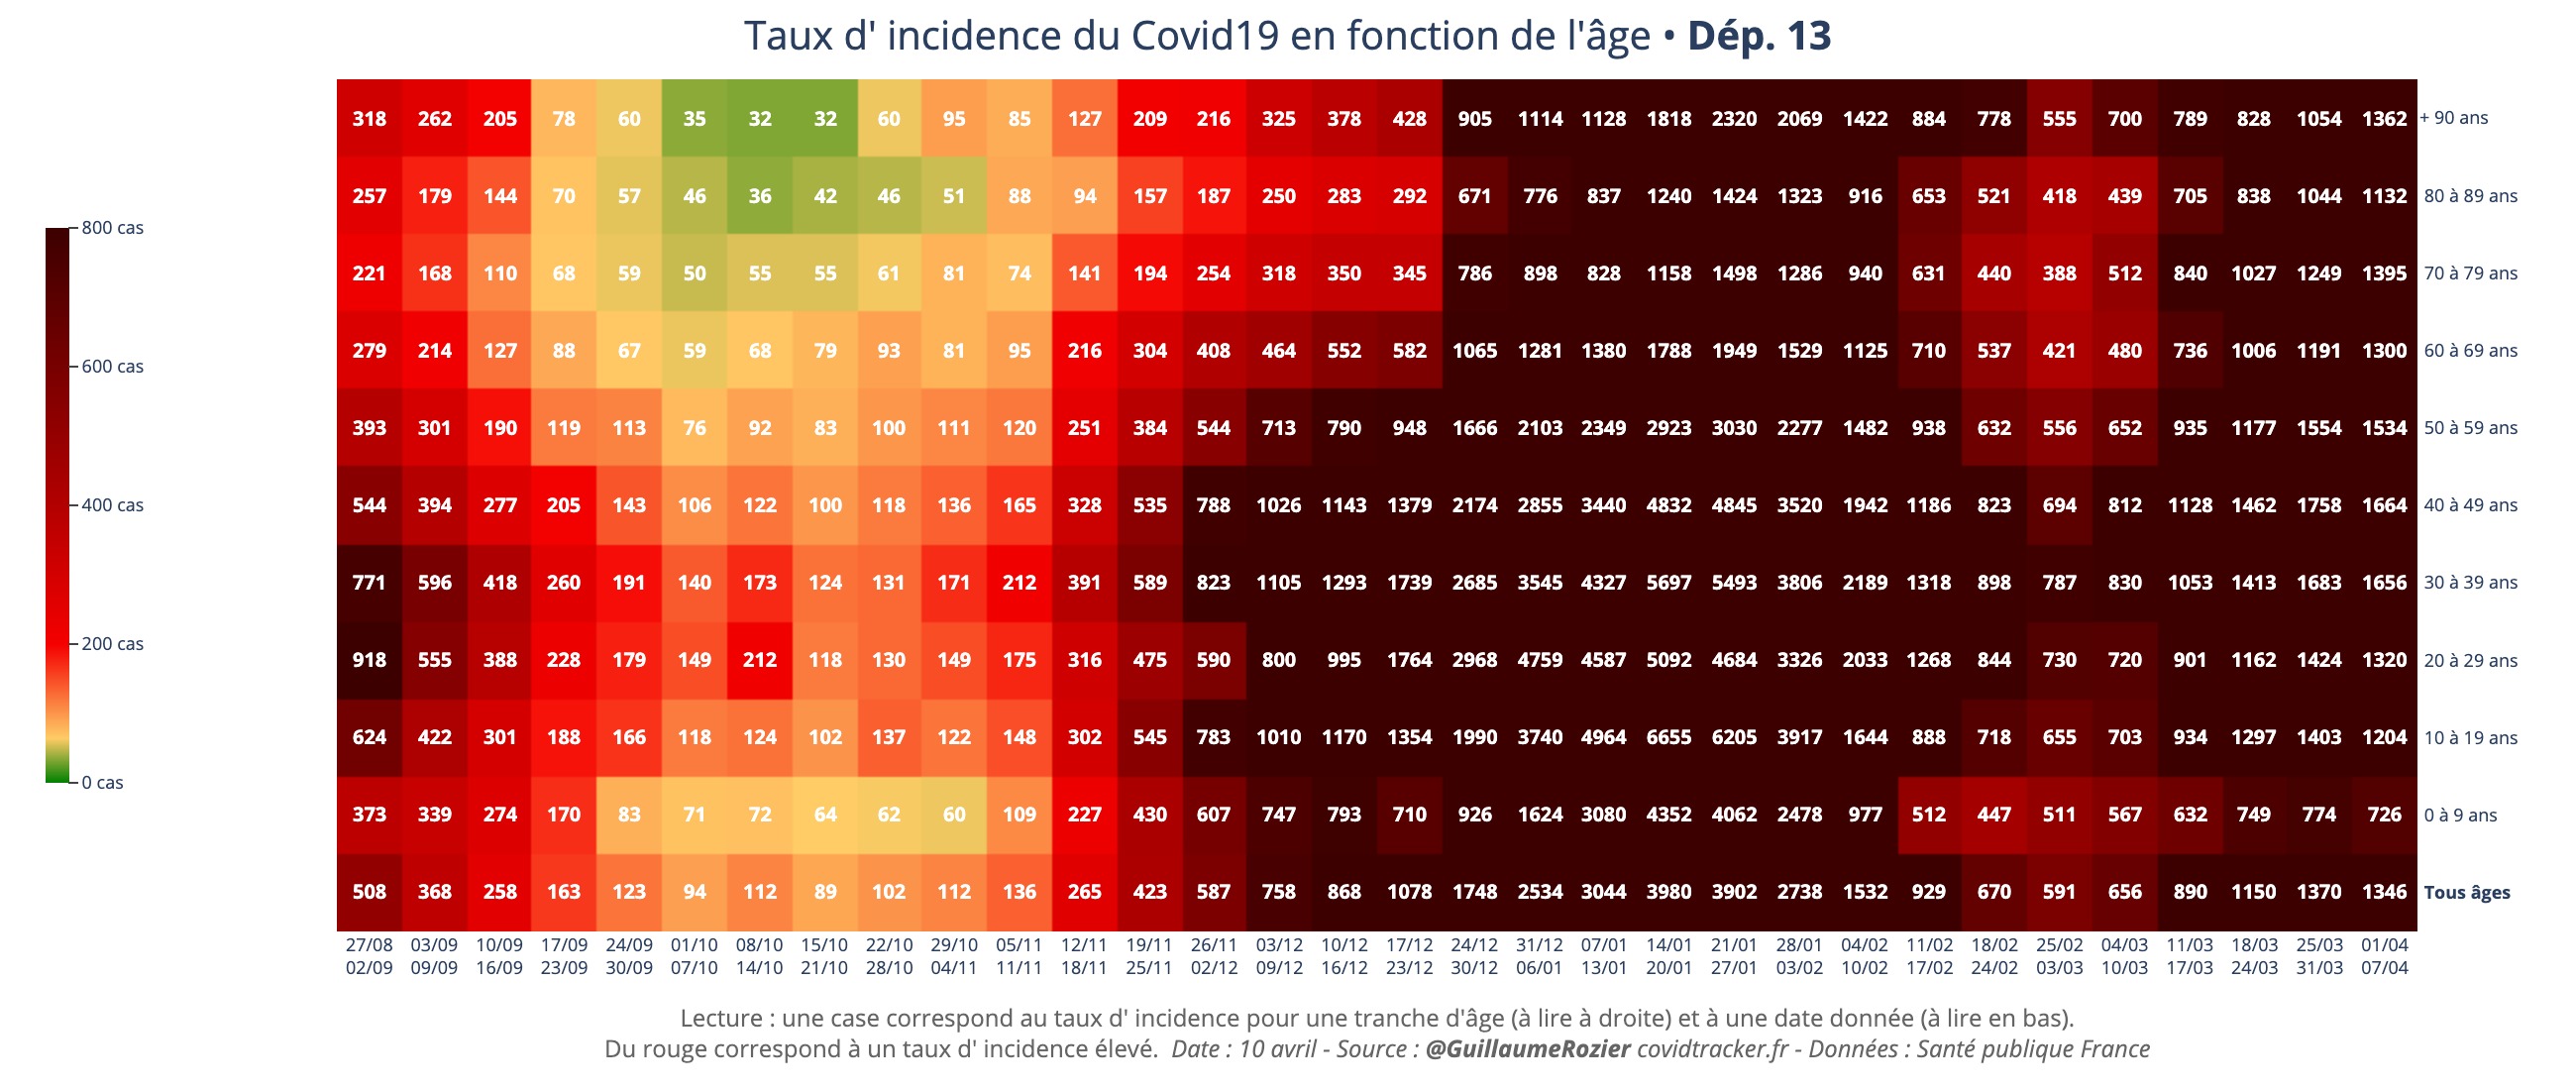 Taux d' incidence du Covid19 en fonction de l'âge • Dép. 13
318 262 205 78 60 35 32 32 60 95 85 127 209 216 325 378 428 905 1114 1128 1818 2320 2069 1422 884 778 555 700 789 828 1054 1362 + 90 ans
257 179 144 70 57 46 36 42 46 51 88 94 157 187 250 283 292 671 776 837 1240 1424 1323 916 653 521 418 439 705 838 1044 1132 80 à 89 ans
221 168 110 68 59 50 55 55 61 81 74 141 194 254 318 350 345 786 898 828 1158 1498 1286 940 631 440 388 512 840 1027 1249 1395 70 à 79 ans
279 214 127 88 67 59 68 79 93 81 95 216 304 408 464 552 582 1065 1281 1380 1788 1949 1529 1125 710 537 421 480 736 1006 1191 1300 60 à 69 ans
393 301 190 119 113 76 92 83 100 111 120 251 384 544 713 790 948 1666 2103 2349 2923 3030 2277 1482 938 632 556 652 935 1177 1554 1534 50 à 59 ans
544 394 277 205 143 106 122 100 118 136 165 328 535 788 1026 1143 1379 2174 2855 3440 4832 4845 3520 1942 1186 823 694 812 1128 1462 1758 1664 40 à 49 ans
771 596 418 260 191 140 173 124 131 171 212 391 589 823 1105 1293 1739 2685 3545 4327 5697 5493 3806 2189 1318 898 787 830 1053 1413 1683 1656 30 à 39 ans
918 555 388 228 179 149 212 118 130 149 175 316 475 590 800 995 1764 2968 4759 4587 5092 4684 3326 2033 1268 844 730 720 901 1162 1424 1320 20 à 29 ans
624 422 301 188 166 118 124 102 137 122 148 302 545 783 1010 1170 1354 1990 3740 4964 6655 6205 3917 1644 888 718 655 703 934 1297 1403 1204 10 à 19 ans
373 339 274 170 83 71 72 64 62 60 109 227 430 607 747 793 710 926 1624 3080 4352 4062 2478 977 512 447 511 567 632 749 774 726 0 à 9 ans
508 368 258 163 123 94 112 89 102 112 136 265 423 587 758 868 1078 1748 2534 3044 3980 3902 2738 1532 929 670 591 656 890 1150 1370 1346 Tous âges
27/08 03/09 10/09 17/09 24/09 01/10 08/10 15/10 22/10 29/10 05/11 12/11 19/11 26/11 03/12 10/12 17/12 24/12 31/12 07/01 14/01 21/01 28/01 04/02 11/02 18/02 25/02 04/03 11/03 18/03 25/03 01/04
02/09 09/09 16/09 23/09 30/09 07/10 14/10 21/10 28/10 04/11 11/11 18/11 25/11 02/12 09/12 16/12 23/12 30/12 06/01 13/01 20/01 27/01 03/02 10/02 17/02 24/02 03/03 10/03 17/03 24/03 31/03 07/04
800 cas
600 cas
400 cas
200 cas
0 cas
Lecture : une case correspond au taux d' incidence pour une tranche d'âge (à lire à droite) et à une date donnée (à lire en bas).
Du rouge correspond à un taux d' incidence élevé. Date : 10 avril - Source : @GuillaumeRozier covidtracker.fr - Données : Santé publique France